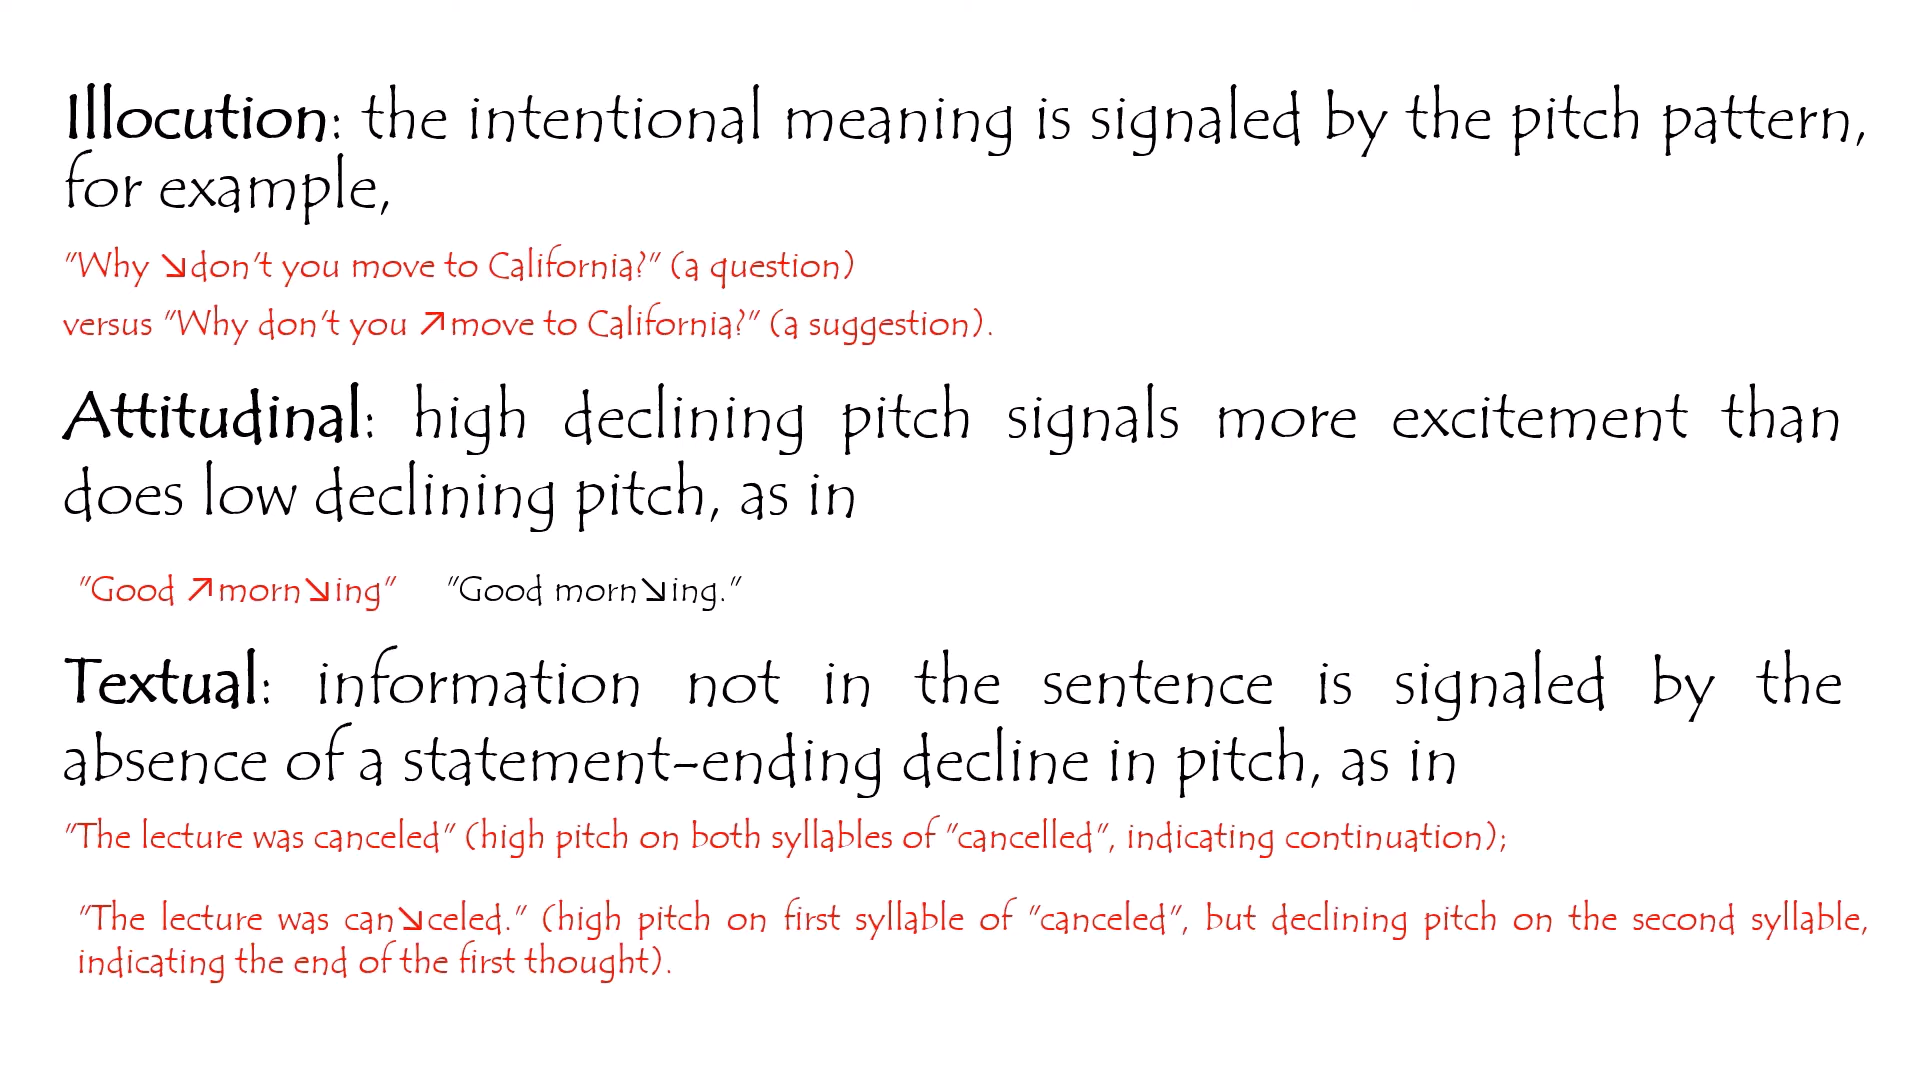 Illocution: the intentional meaning is signaled by the pitch pattern,
for example,
"Why ↘don't you move to California?" (a question)
versus "Why don't you ↗move to California?" (a suggestion).
Attitudinal: high declining pitch signals more excitement than
does low declining pitch, as in
"Good ↗morn↘ing" "Good morn↘ing."
Textual: information not in the sentence is signaled by the
absence of a statement-ending decline in pitch, as in
"The lecture was canceled" (high pitch on both syllables of "cancelled", indicating continuation);
"The lecture was can↘celed." (high pitch on first syllable of "canceled", but declining pitch on the second syllable,
indicating the end of the first thought).